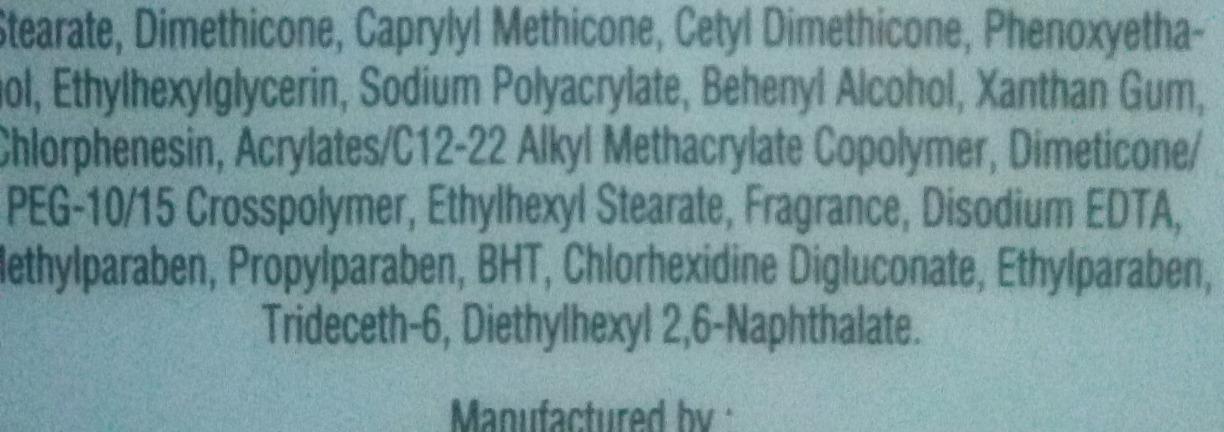 Stearate, Dimethicone, Caprylyl Methicone, Cetyl Dimethicone, Phenoxyetha-
ol, Ethylhexylglycerin, Sodium Polyacrylate, Behenyl Alcohol, Xanthan Gum,
Chlorphenesin, Acrylates/C12-22 Alkyl Methacrylate Copolymer, Dimeticone/
PEG-10/15 Crosspolymer, Ethylhexyl Stearate, Fragrance, Disodium EDTA,
lethylparaben, Propylparaben, BHT, Chlorhexidine Digluconate, Ethylparaben,
Trideceth-6, Diethylhexyl 2,6-Naphthalate.
Manufactured by :